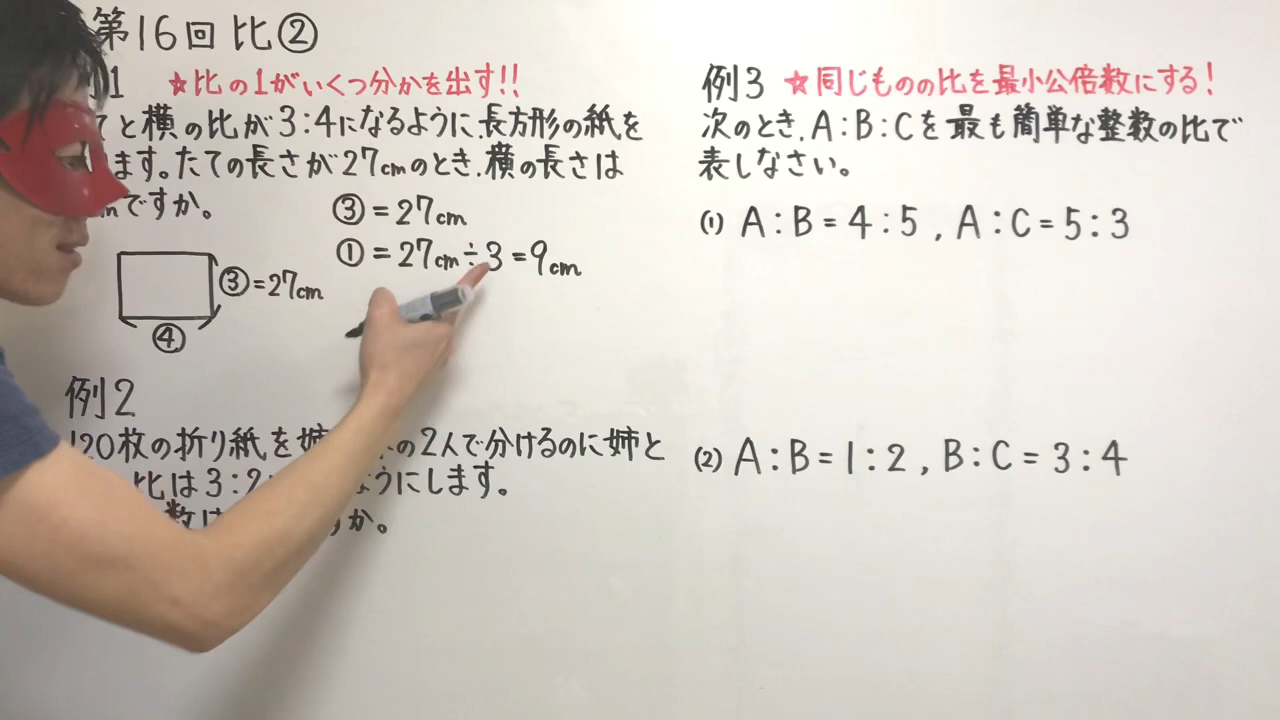 第16回 比②
1 ★比の1がいくつ分かを出す!!
と横の比が3:4になるように、長方形の紙を
ます。たての長さが27cmのとき、横の長さは
cmですか。
③=27cm
①=27cm÷3=9cm
③=27cm
④
例2
120枚の折り紙を姉 の2人で分けるのに姉と
比は3:2 ようにします。
数は か。
例3 ★同じものの比を最小公倍数にする!
次のとき、A:B:Cを最も簡単な整数の比で
表しなさい。
(1) A:B=4:5, A:C=5:3
(2) A:B=1:2, B:C=3:4